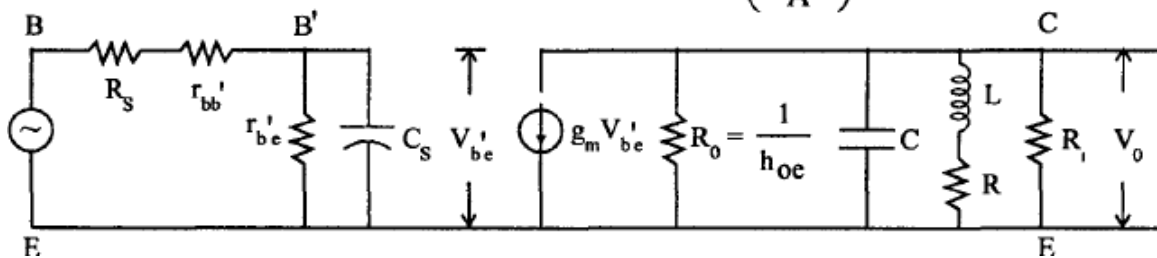 ( A )
B B' C
R_S r_bb'
r_b'e C_S V_b'e g_m V_b'e R_0 = 1/h_oe C L R R_i V_0
E E